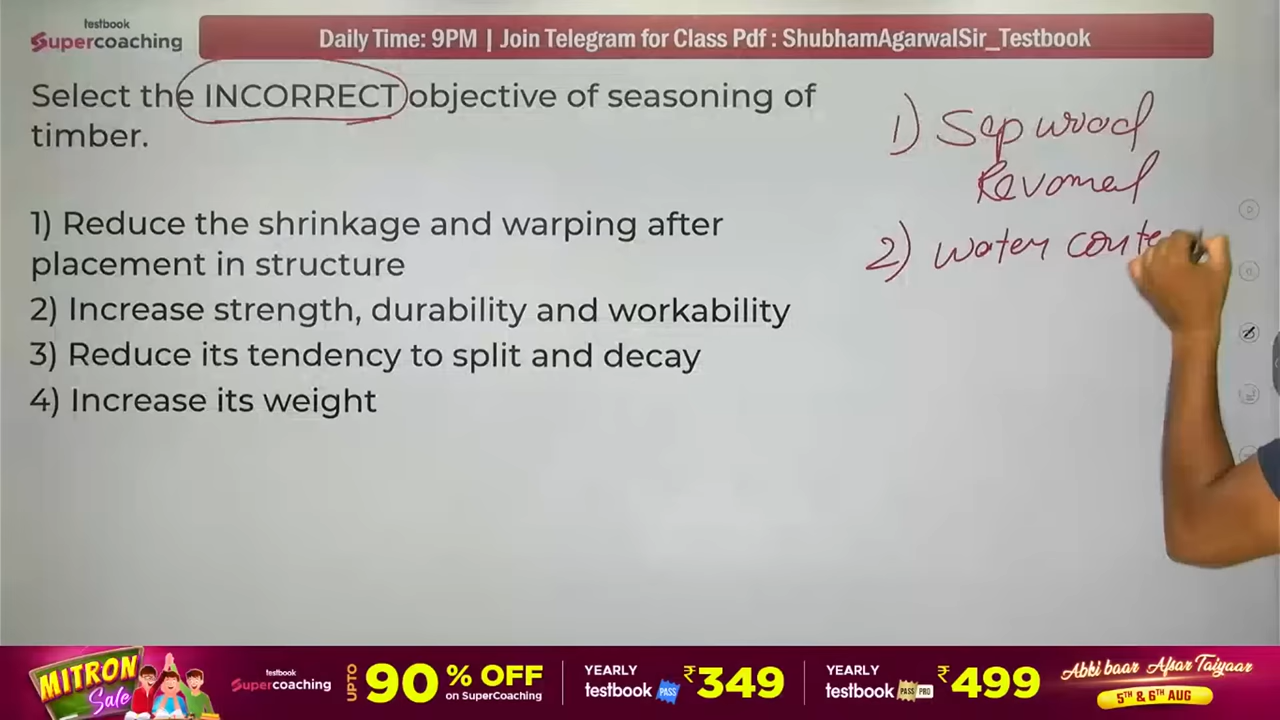 testbook
Supercoaching
Daily Time: 9PM | Join Telegram for Class Pdf : ShubhamAgarwalSir_Testbook
Select the INCORRECT objective of seasoning of
timber.
1) Reduce the shrinkage and warping after
placement in structure
2) Increase strength, durability and workability
3) Reduce its tendency to split and decay
4) Increase its weight
1) Sap wood
Revomal
2) water conte
MITRON
Sale
testbook
Supercoaching
UPTO
90 % OFF
on SuperCoaching
YEARLY
testbook PASS
₹349
YEARLY
testbook PASS PRO
₹499
Abki baar Afsar Taiyaar
5TH & 6TH AUG